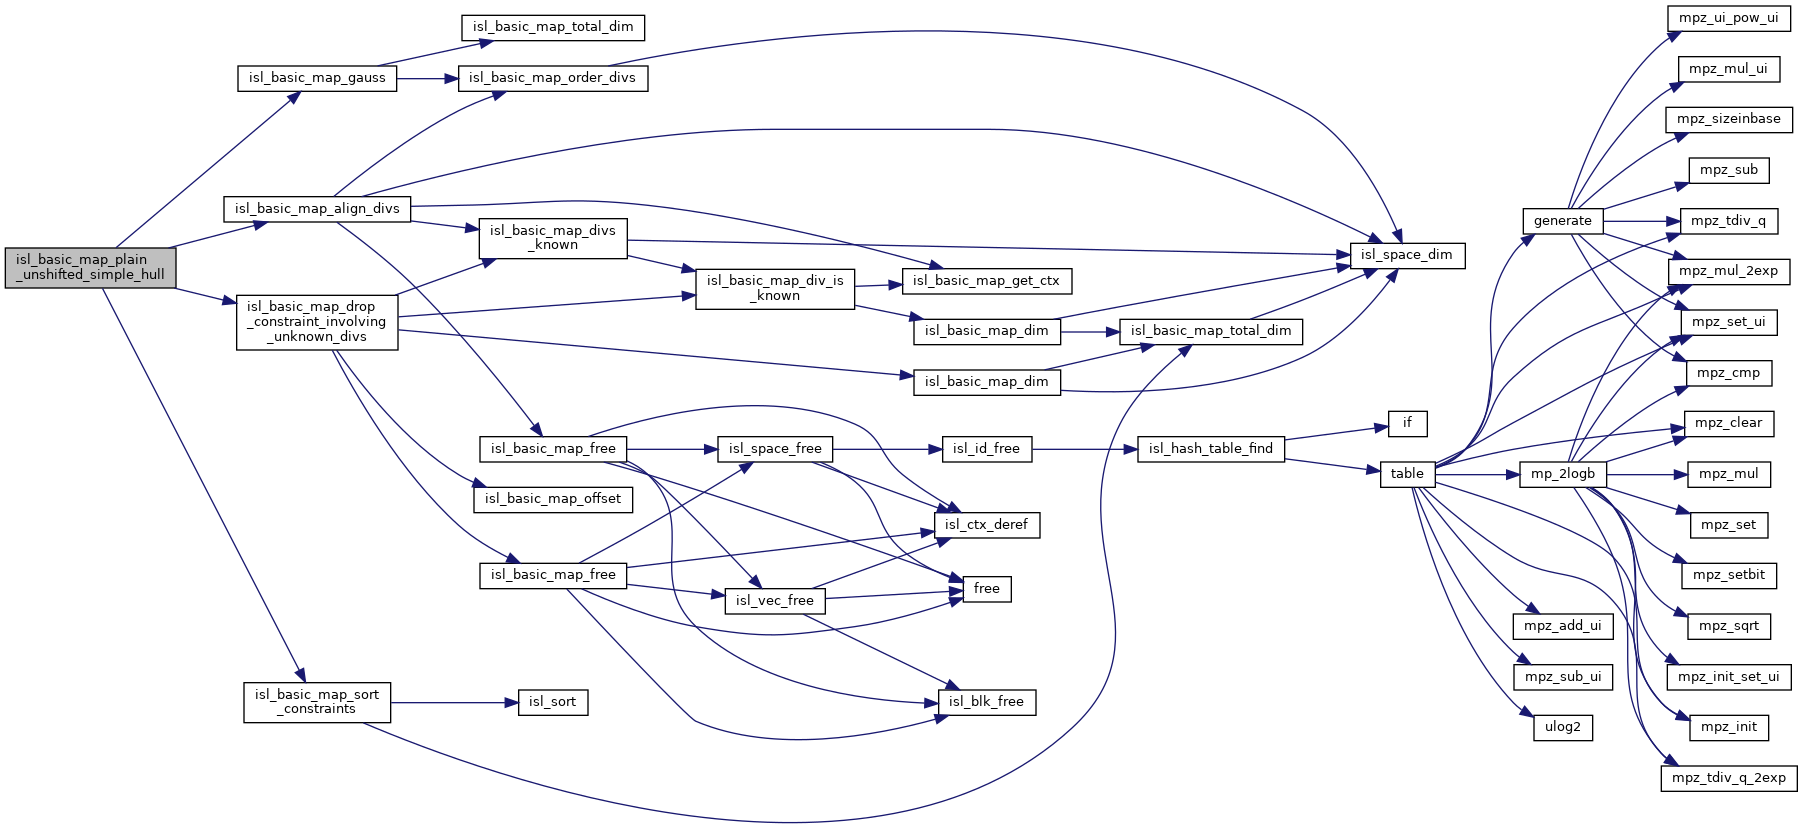 isl_basic_map_plain
_unshifted_simple_hull
isl_basic_map_gauss
isl_basic_map_align_divs
isl_basic_map_drop
_constraint_involving
_unknown_divs
isl_basic_map_sort
_constraints
isl_basic_map_total_dim
isl_basic_map_order_divs
isl_basic_map_divs
_known
isl_basic_map_free
isl_basic_map_offset
isl_basic_map_free
isl_sort
isl_basic_map_div_is
_known
isl_space_free
isl_vec_free
isl_basic_map_get_ctx
isl_basic_map_dim
isl_basic_map_dim
isl_id_free
isl_ctx_deref
free
isl_blk_free
isl_basic_map_total_dim
isl_hash_table_find
isl_space_dim
if
table
generate
mp_2logb
mpz_add_ui
mpz_sub_ui
ulog2
mpz_ui_pow_ui
mpz_mul_ui
mpz_sizeinbase
mpz_sub
mpz_tdiv_q
mpz_mul_2exp
mpz_set_ui
mpz_cmp
mpz_clear
mpz_mul
mpz_set
mpz_setbit
mpz_sqrt
mpz_init_set_ui
mpz_init
mpz_tdiv_q_2exp